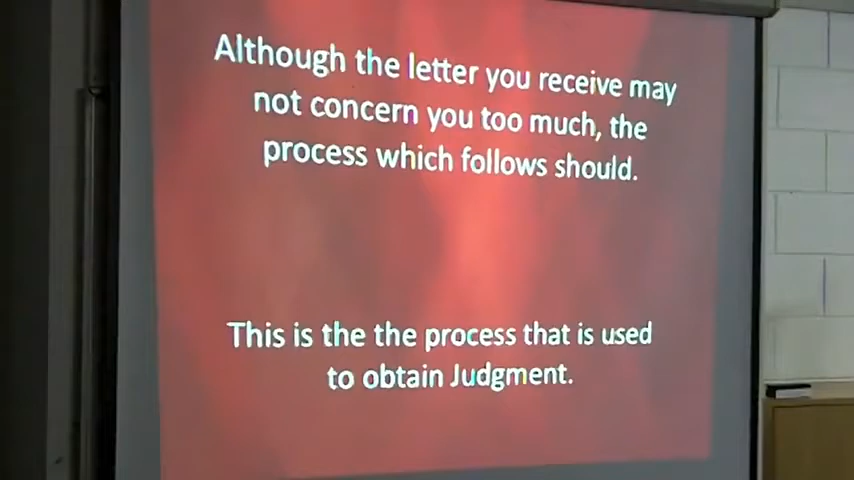 Although the letter you receive may
not concern you too much, the
process which follows should.
This is the the process that is used
to obtain Judgment.